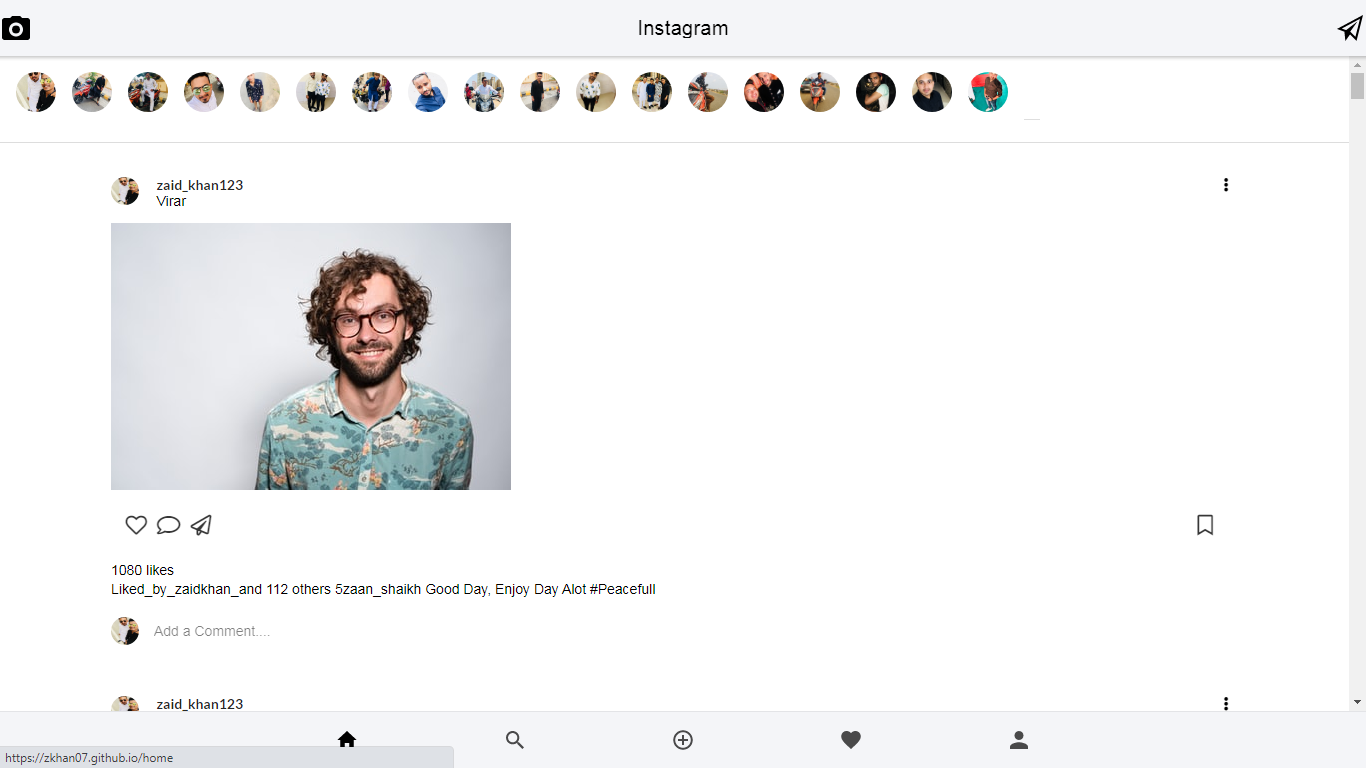 Instagram
zaid_khan123
Virar
1080 likes
Liked_by_zaidkhan_and 112 others 5zaan_shaikh Good Day, Enjoy Day Alot #Peacefull
Add a Comment....
zaid_khan123
https://zkhan07.github.io/home